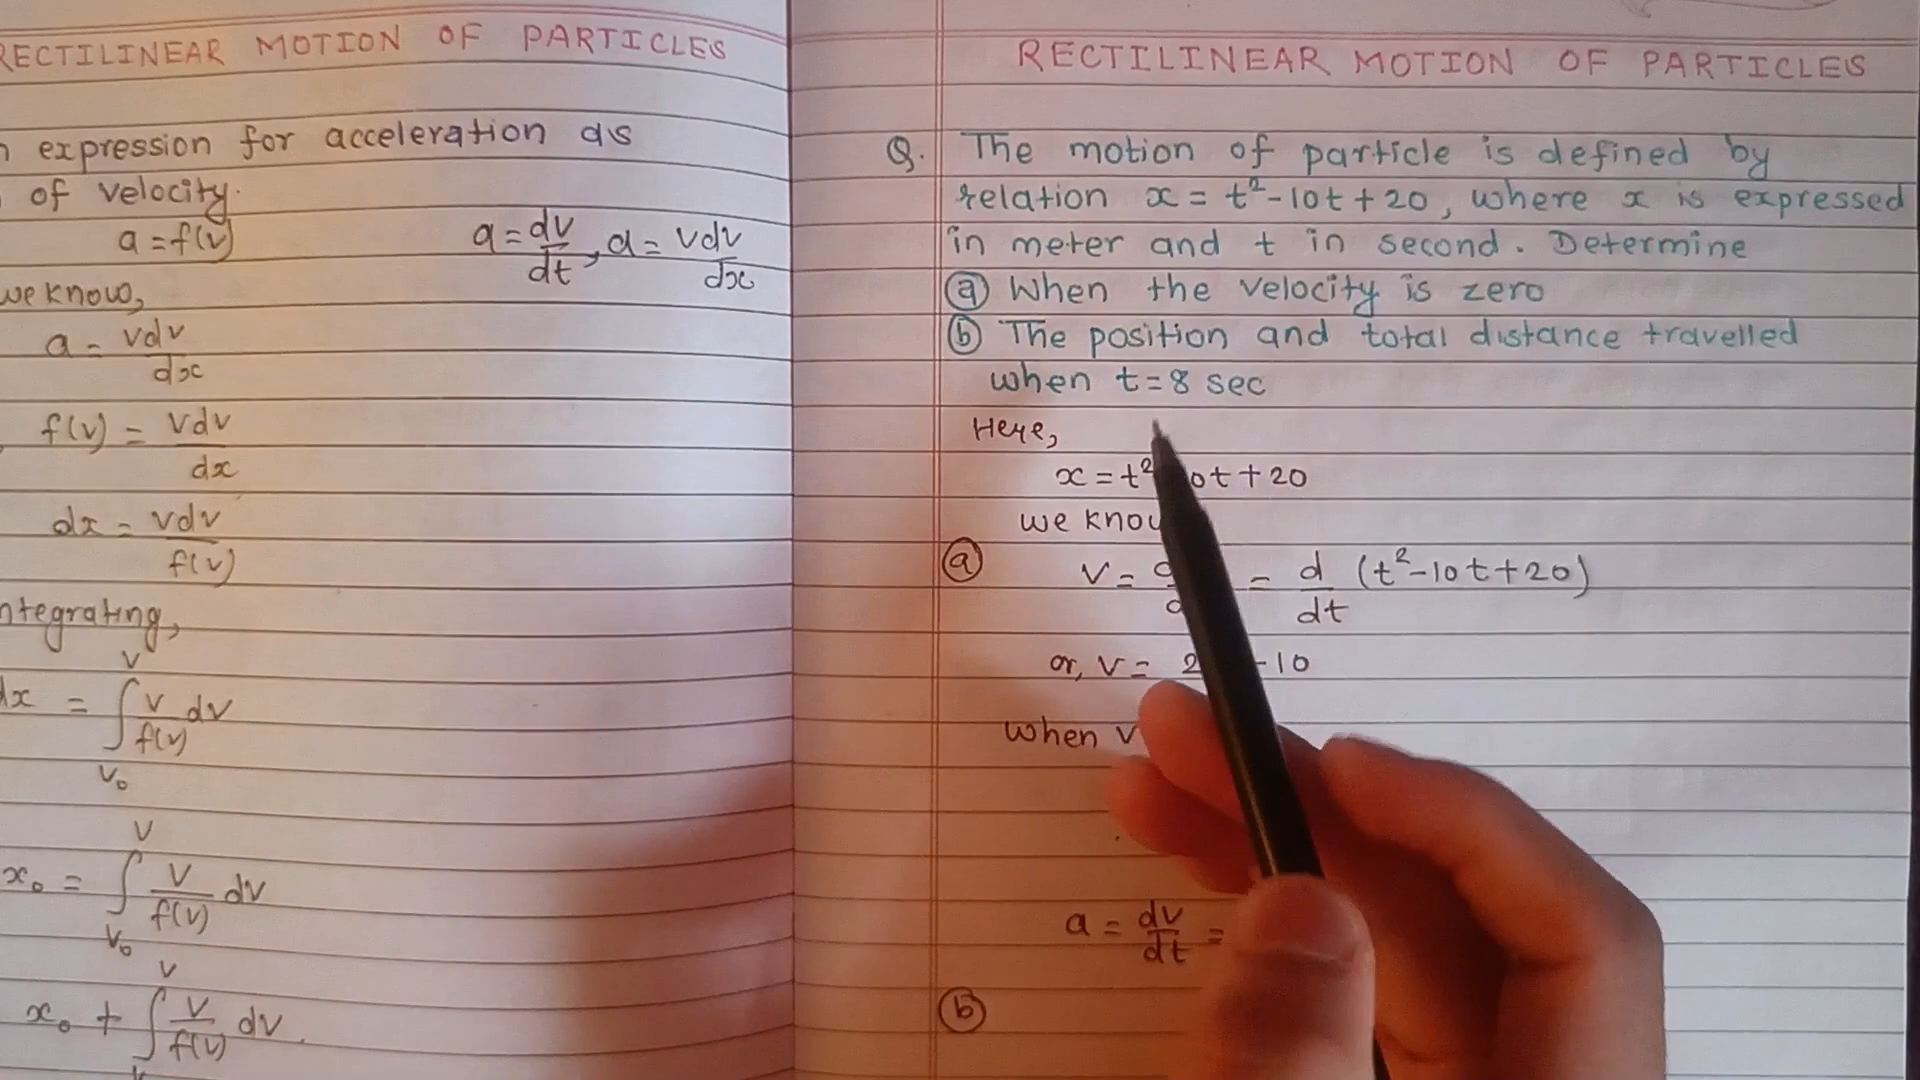 RECTILINEAR MOTION OF PARTICLES
expression for acceleration as
of velocity.
a = f(v)
a = dv/dt, a = vdv/dx
we know,
a = vdv/dx
f(v) = vdv/dx
dx = vdv/f(v)
ntegrating,
dx = ∫ v/f(v) dv
v
v₀
x₀ = ∫ v/f(v) dv
v
v₀
x₀ + ∫ v/f(v) dv.
v
RECTILINEAR MOTION OF PARTICLES
Q. The motion of particle is defined by
relation x = t²-10t+20, where x is expressed
in meter and t in second. Determine
ⓐ When the velocity is zero
ⓑ The position and total distance travelled
when t=8 sec
Here,
x = t² 0t+20
we know
ⓐ v = = d/dt (t²-10t+20)
or, v = 2 -10
when v
a = dv/dt =
ⓑ